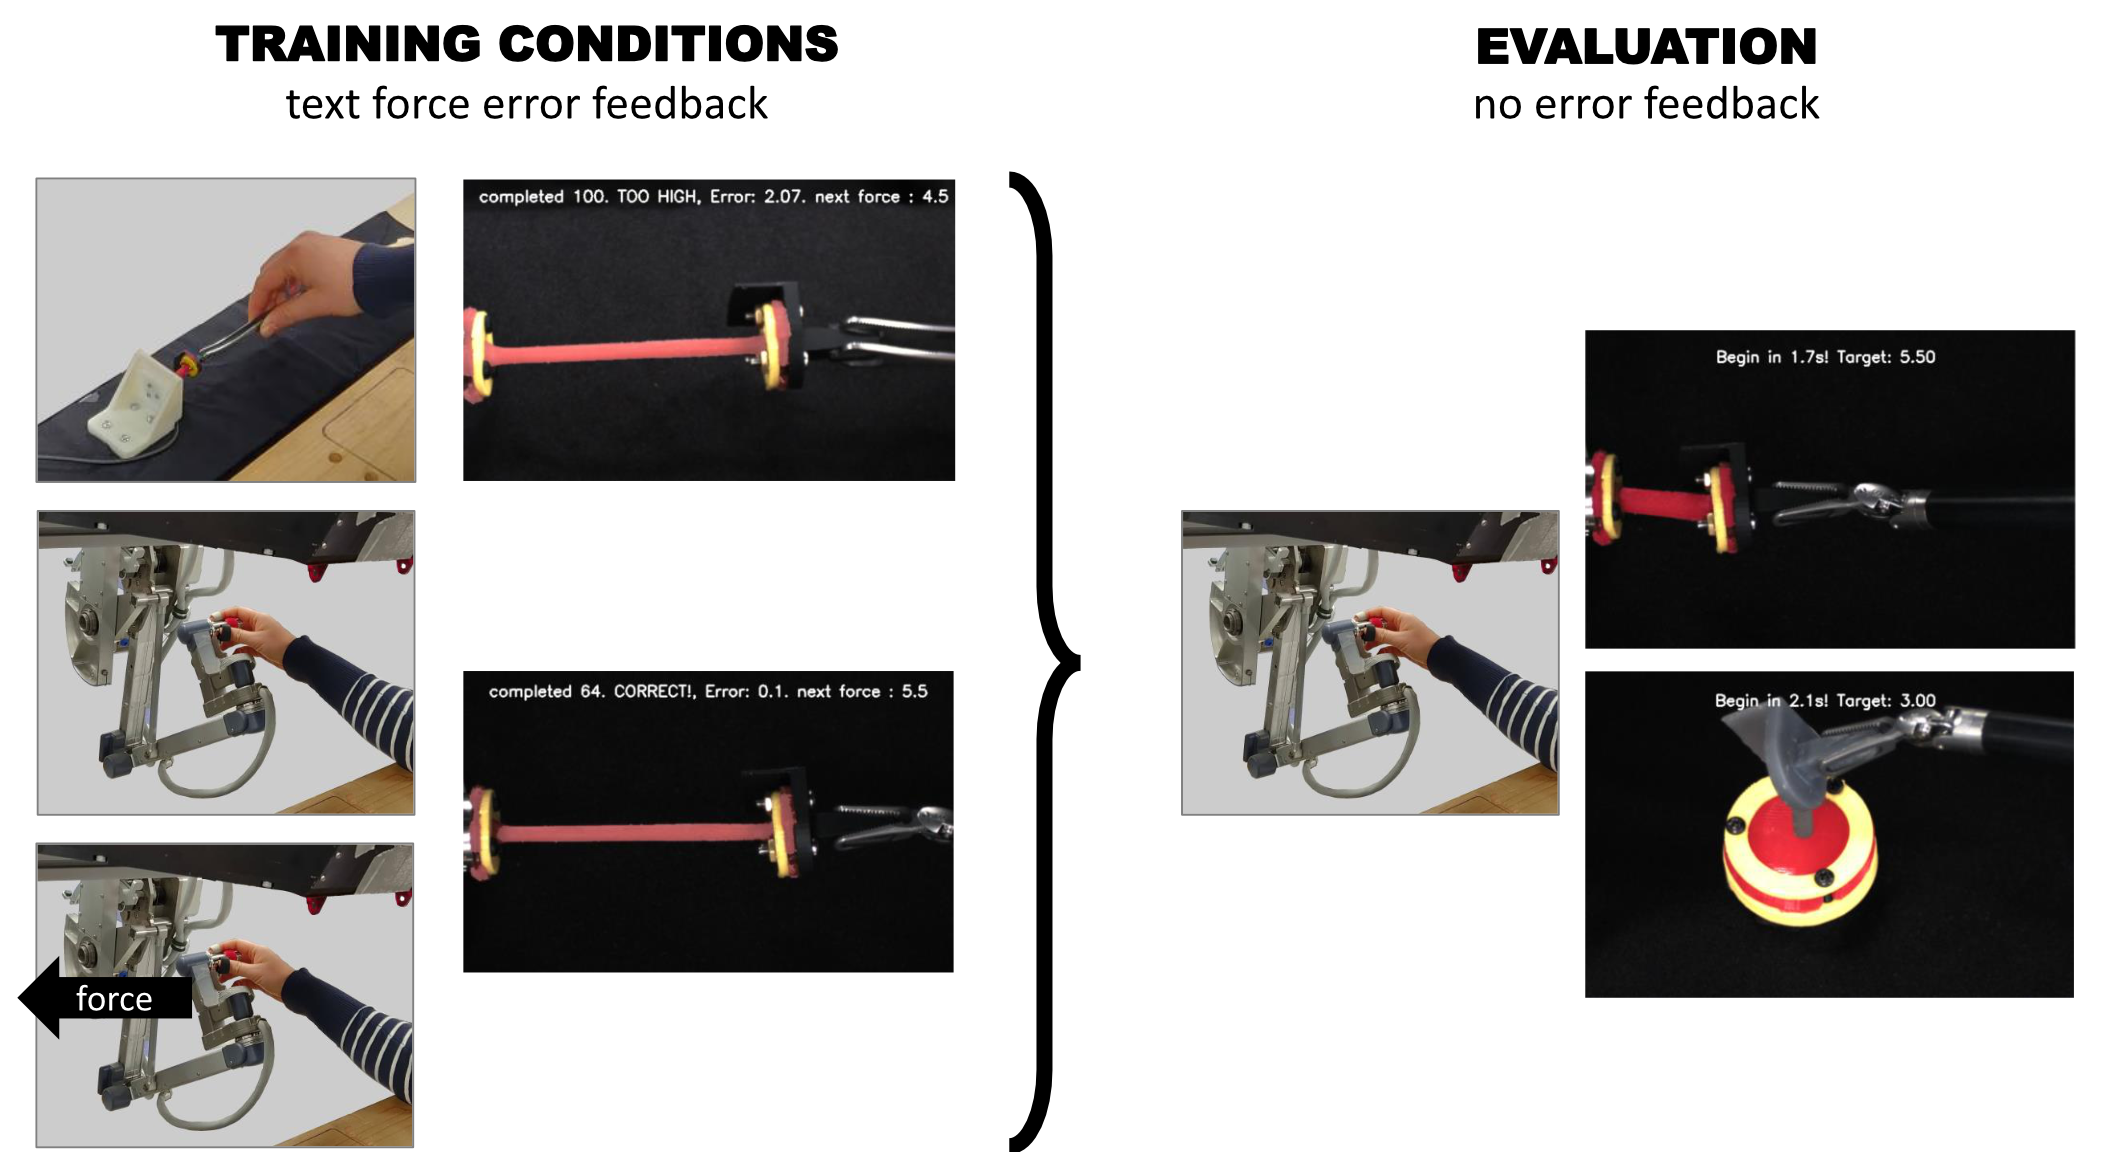 TRAINING CONDITIONS
text force error feedback
completed 100. TOO HIGH, Error: 2.07. next force : 4.5
completed 64. CORRECT!, Error: 0.1. next force : 5.5
force
EVALUATION
no error feedback
Begin in 1.7s! Target: 5.50
Begin in 2.1s! Target: 3.00